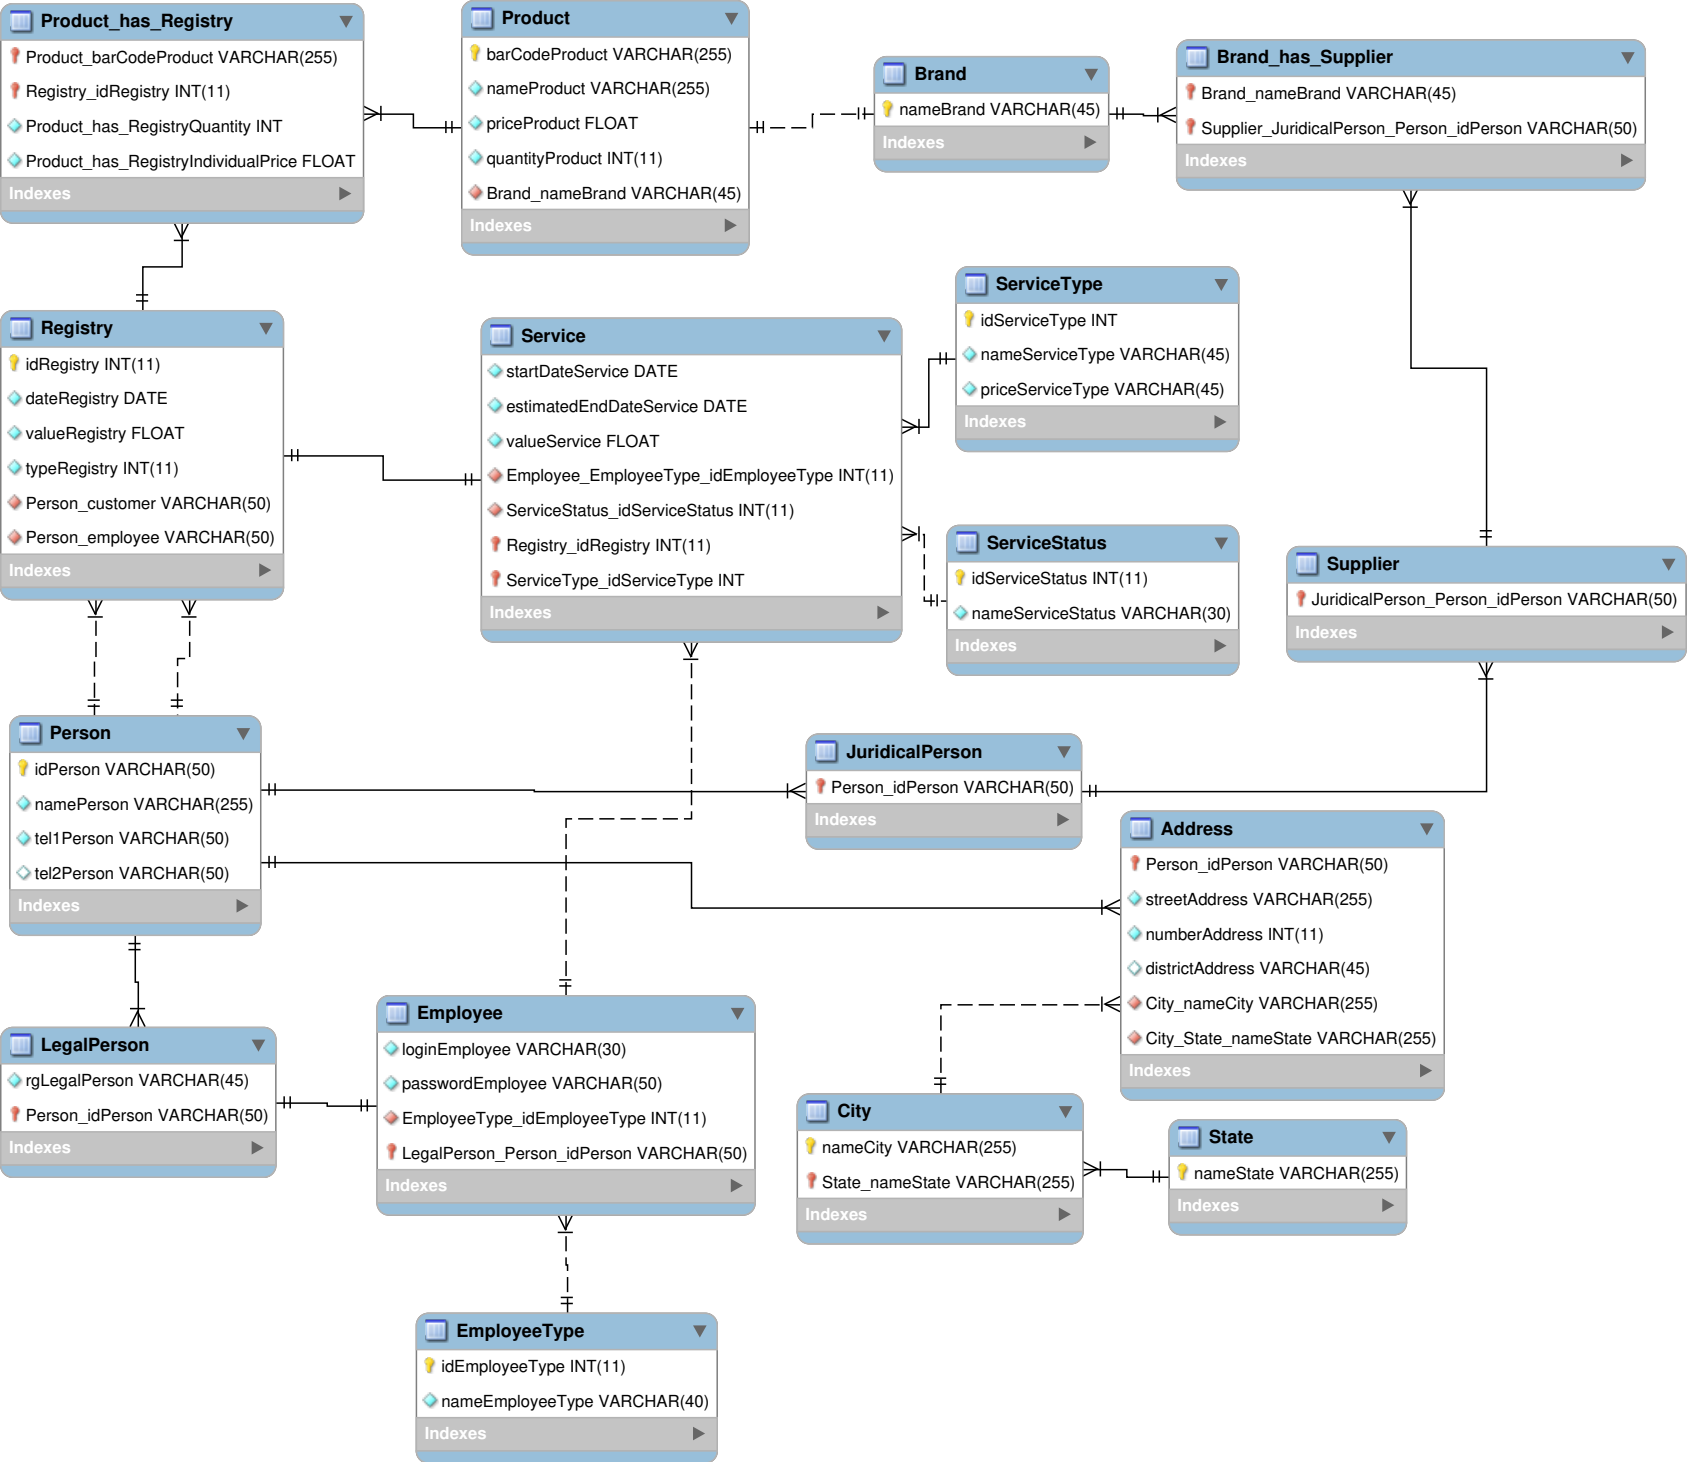 Product_has_Registry
Product_barCodeProduct VARCHAR(255)
Registry_idRegistry INT(11)
Product_has_RegistryQuantity INT
Product_has_RegistryIndividualPrice FLOAT
Indexes
Product
barCodeProduct VARCHAR(255)
nameProduct VARCHAR(255)
priceProduct FLOAT
quantityProduct INT(11)
Brand_nameBrand VARCHAR(45)
Indexes
Brand
nameBrand VARCHAR(45)
Indexes
Brand_has_Supplier
Brand_nameBrand VARCHAR(45)
Supplier_JuridicalPerson_Person_idPerson VARCHAR(50)
Indexes
Registry
idRegistry INT(11)
dateRegistry DATE
valueRegistry FLOAT
typeRegistry INT(11)
Person_customer VARCHAR(50)
Person_employee VARCHAR(50)
Indexes
Service
startDateService DATE
estimatedEndDateService DATE
valueService FLOAT
Employee_EmployeeType_idEmployeeType INT(11)
ServiceStatus_idServiceStatus INT(11)
Registry_idRegistry INT(11)
ServiceType_idServiceType INT
Indexes
ServiceType
idServiceType INT
nameServiceType VARCHAR(45)
priceServiceType VARCHAR(45)
Indexes
ServiceStatus
idServiceStatus INT(11)
nameServiceStatus VARCHAR(30)
Indexes
Supplier
JuridicalPerson_Person_idPerson VARCHAR(50)
Indexes
Person
idPerson VARCHAR(50)
namePerson VARCHAR(255)
tel1Person VARCHAR(50)
tel2Person VARCHAR(50)
Indexes
JuridicalPerson
Person_idPerson VARCHAR(50)
Indexes
Address
Person_idPerson VARCHAR(50)
streetAddress VARCHAR(255)
numberAddress INT(11)
districtAddress VARCHAR(45)
City_nameCity VARCHAR(255)
City_State_nameState VARCHAR(255)
Indexes
LegalPerson
rgLegalPerson VARCHAR(45)
Person_idPerson VARCHAR(50)
Indexes
Employee
loginEmployee VARCHAR(30)
passwordEmployee VARCHAR(50)
EmployeeType_idEmployeeType INT(11)
LegalPerson_Person_idPerson VARCHAR(50)
Indexes
City
nameCity VARCHAR(255)
State_nameState VARCHAR(255)
Indexes
State
nameState VARCHAR(255)
Indexes
EmployeeType
idEmployeeType INT(11)
nameEmployeeType VARCHAR(40)
Indexes